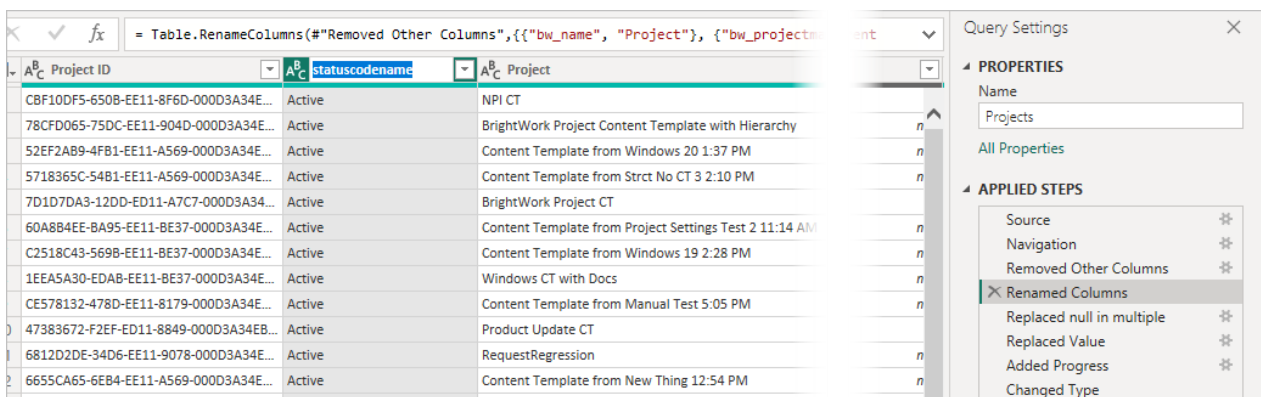 fx = Table.RenameColumns(#"Removed Other Columns",{{"bw_name", "Project"}, {"bw_projectm
Query Settings
ABC Project ID ABC statuscodename ABC Project
PROPERTIES
Name
CBF10DF5-650B-EE11-8F6D-000D3A34E... Active NPI CT
Projects
78CFD065-75DC-EE11-904D-000D3A34E... Active BrightWork Project Content Template with Hierarchy n
52EF2AB9-4FB1-EE11-A569-000D3A34E... Active Content Template from Windows 20 1:37 PM n
All Properties
5718365C-54B1-EE11-A569-000D3A34E... Active Content Template from Strct No CT 3 2:10 PM n
APPLIED STEPS
7D1D7DA3-12DD-ED11-A7C7-000D3A34... Active BrightWork Project CT
60A8B4EE-BA95-EE11-BE37-000D3A34E... Active Content Template from Project Settings Test 2 11:14 AM n
Source
C2518C43-569B-EE11-BE37-000D3A34E... Active Content Template from Windows 19 2:28 PM n
Navigation
1EEA5A30-EDAB-EE11-BE37-000D3A34E... Active Windows CT with Docs n
Removed Other Columns
CE578132-478D-EE11-8179-000D3A34E... Active Content Template from Manual Test 5:05 PM n
Renamed Columns
47383672-F2EF-ED11-8849-000D3A34EB... Active Product Update CT
Replaced null in multiple
6812D2DE-34D6-EE11-9078-000D3A34E... Active RequestRegression n
Replaced Value
6655CA65-6EB4-EE11-A569-000D3A34E... Active Content Template from New Thing 12:54 PM n
Added Progress
Changed Type